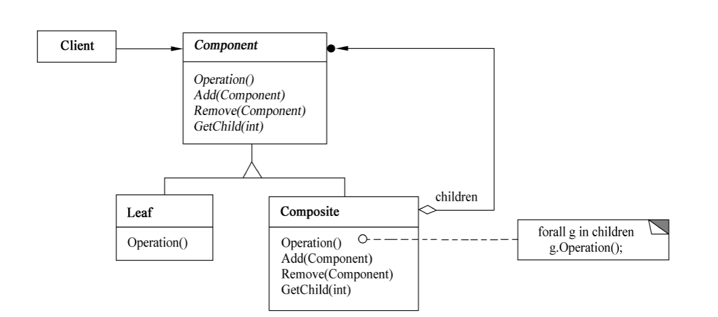 Client
Component
Operation()
Add(Component)
Remove(Component)
GetChild(int)
children
Leaf
Operation()
Composite
Operation()
Add(Component)
Remove(Component)
GetChild(int)
forall g in children
g.Operation();